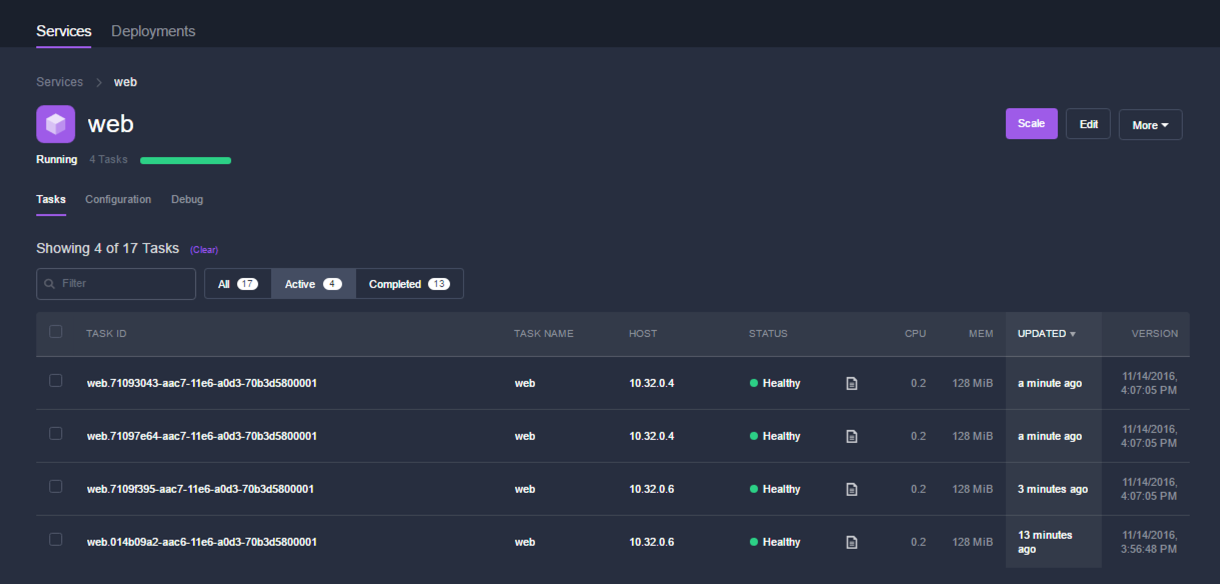 Services Deployments
Services > web
web
Scale Edit More
Running 4 Tasks
Tasks Configuration Debug
Showing 4 of 17 Tasks (Clear)
Filter All 17 Active 4 Completed 13
TASK ID TASK NAME HOST STATUS CPU MEM UPDATED VERSION
web.71093043-aac7-11e6-a0d3-70b3d5800001 web 10.32.0.4 Healthy 0.2 128 MiB a minute ago 11/14/2016,
4:07:05 PM
web.71097e64-aac7-11e6-a0d3-70b3d5800001 web 10.32.0.4 Healthy 0.2 128 MiB a minute ago 11/14/2016,
4:07:05 PM
web.7109f395-aac7-11e6-a0d3-70b3d5800001 web 10.32.0.6 Healthy 0.2 128 MiB 3 minutes ago 11/14/2016,
4:07:05 PM
web.014b09a2-aac6-11e6-a0d3-70b3d5800001 web 10.32.0.6 Healthy 0.2 128 MiB 13 minutes 11/14/2016,
ago 3:56:48 PM